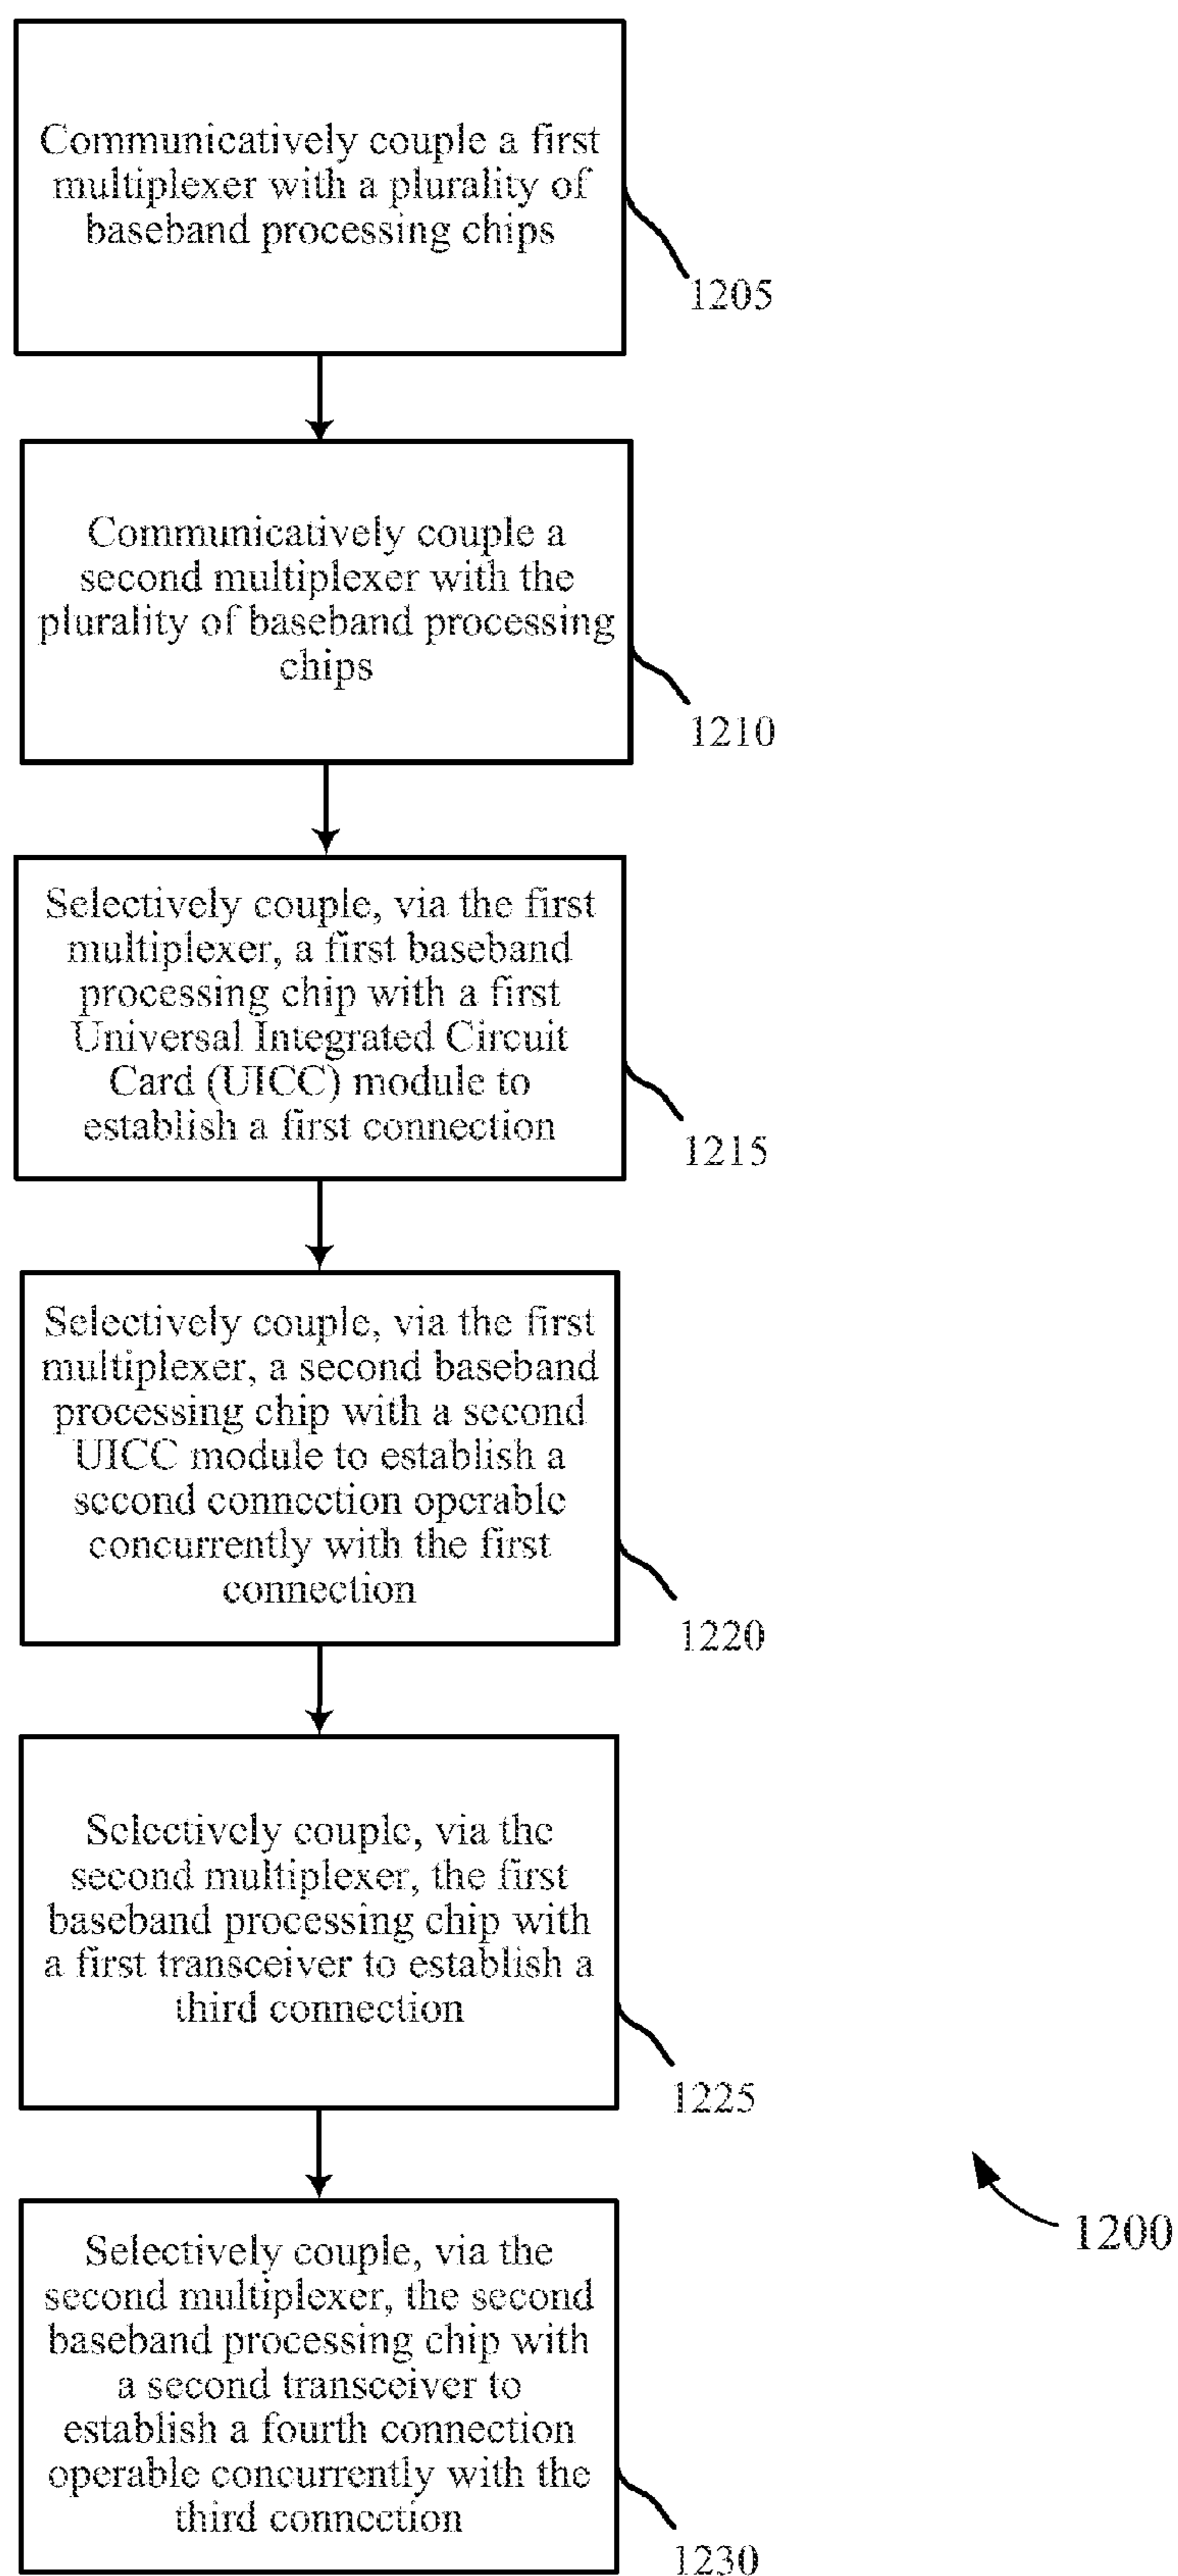 Communicatively couple a first
multiplexer with a plurality of
baseband processing chips
1205
Communicatively couple a
second multiplexer with the
plurality of baseband processing
chips
1210
Selectively couple, via the first
multiplexer, a first baseband
processing chip with a first
Universal Integrated Circuit
Card (UICC) module to
establish a first connection
1215
Selectively couple, via the first
multiplexer, a second baseband
processing chip with a second
UICC module to establish a
second connection operable
concurrently with the first
connection
1220
Selectively couple, via the
second multiplexer, the first
baseband processing chip with
a first transceiver to establish a
third connection
1225
1200
Selectively couple, via the
second multiplexer, the second
baseband processing chip with
a second transceiver to
establish a fourth connection
operable concurrently with the
third connection
1230